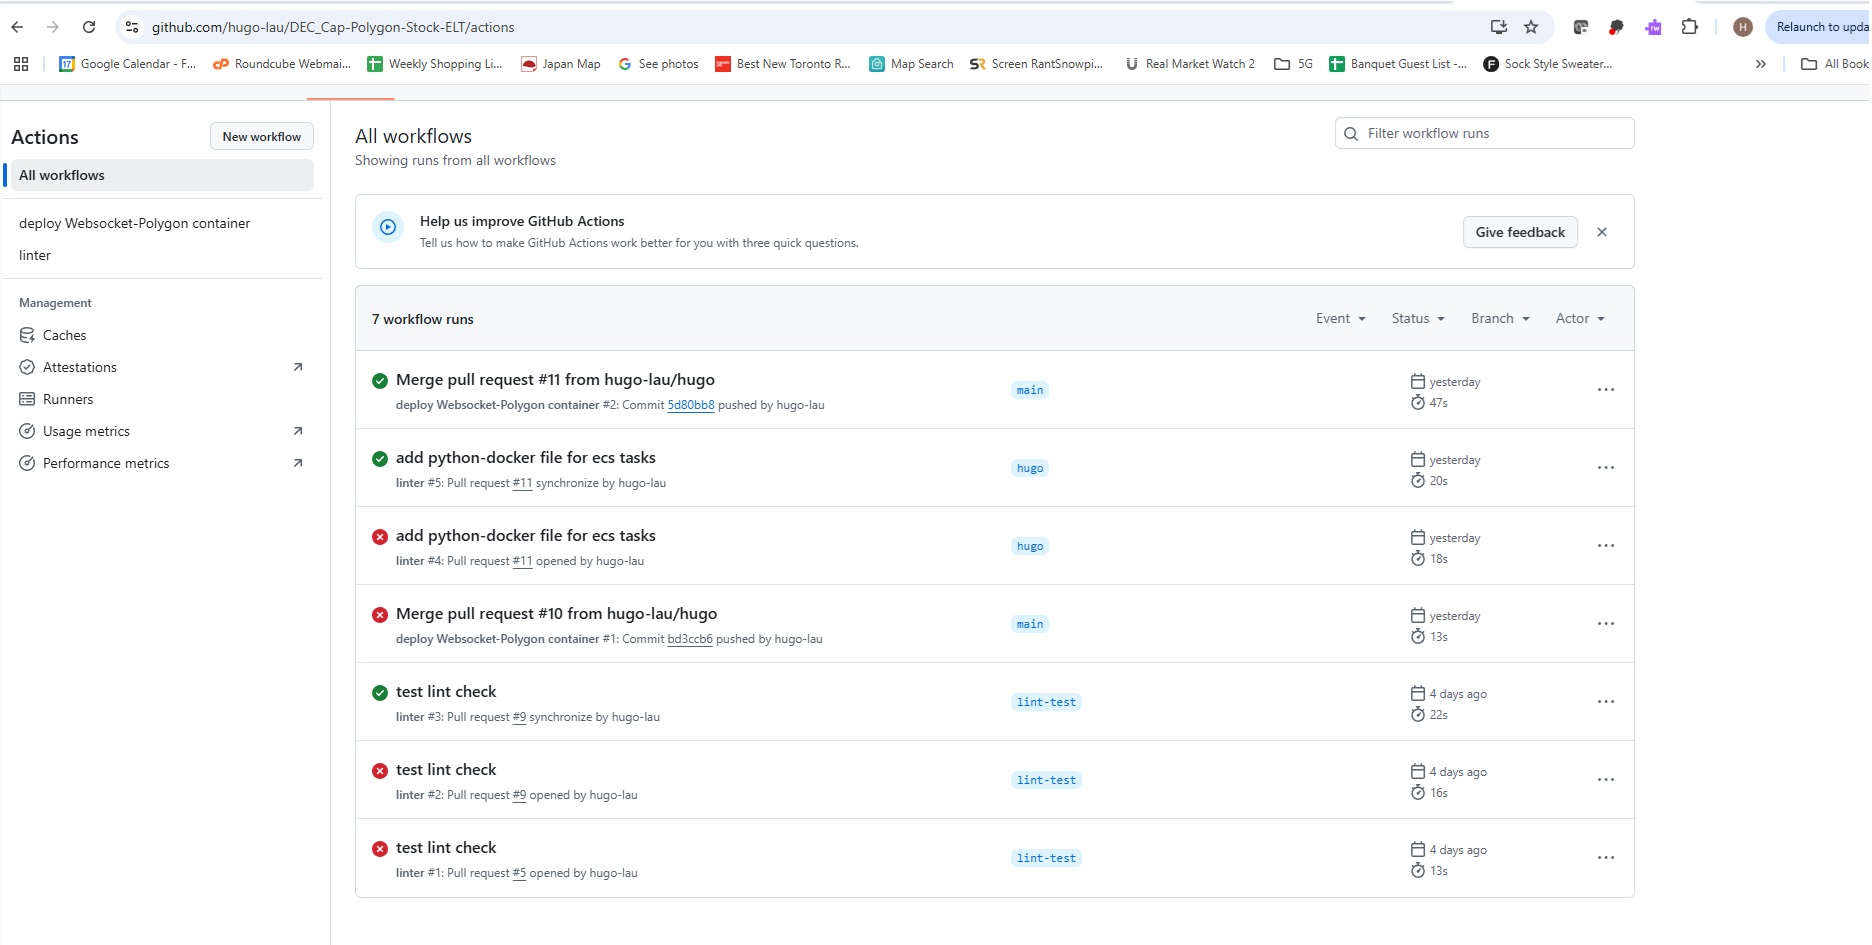 github.com/hugo-lau/DEC_Cap-Polygon-Stock-ELT/actions
H
Relaunch to upda
17 Google Calendar - F...
cP Roundcube Webmai...
Weekly Shopping Li...
Japan Map
G See photos
Best New Toronto R...
Map Search
SR Screen RantSnowpi...
U Real Market Watch 2
5G
Banquet Guest List -...
F Sock Style Sweater...
»
All Book
Actions
New workflow
All workflows
deploy Websocket-Polygon container
linter
Management
Caches
Attestations
Runners
Usage metrics
Performance metrics
All workflows
Showing runs from all workflows
Filter workflow runs
Help us improve GitHub Actions
Tell us how to make GitHub Actions work better for you with three quick questions.
Give feedback
7 workflow runs
Event
Status
Branch
Actor
Merge pull request #11 from hugo-lau/hugo
deploy Websocket-Polygon container #2: Commit 5d80bb8 pushed by hugo-lau
main
yesterday
47s
add python-docker file for ecs tasks
linter #5: Pull request #11 synchronize by hugo-lau
hugo
yesterday
20s
add python-docker file for ecs tasks
linter #4: Pull request #11 opened by hugo-lau
hugo
yesterday
18s
Merge pull request #10 from hugo-lau/hugo
deploy Websocket-Polygon container #1: Commit bd3ccb6 pushed by hugo-lau
main
yesterday
13s
test lint check
linter #3: Pull request #9 synchronize by hugo-lau
lint-test
4 days ago
22s
test lint check
linter #2: Pull request #9 opened by hugo-lau
lint-test
4 days ago
16s
test lint check
linter #1: Pull request #5 opened by hugo-lau
lint-test
4 days ago
13s